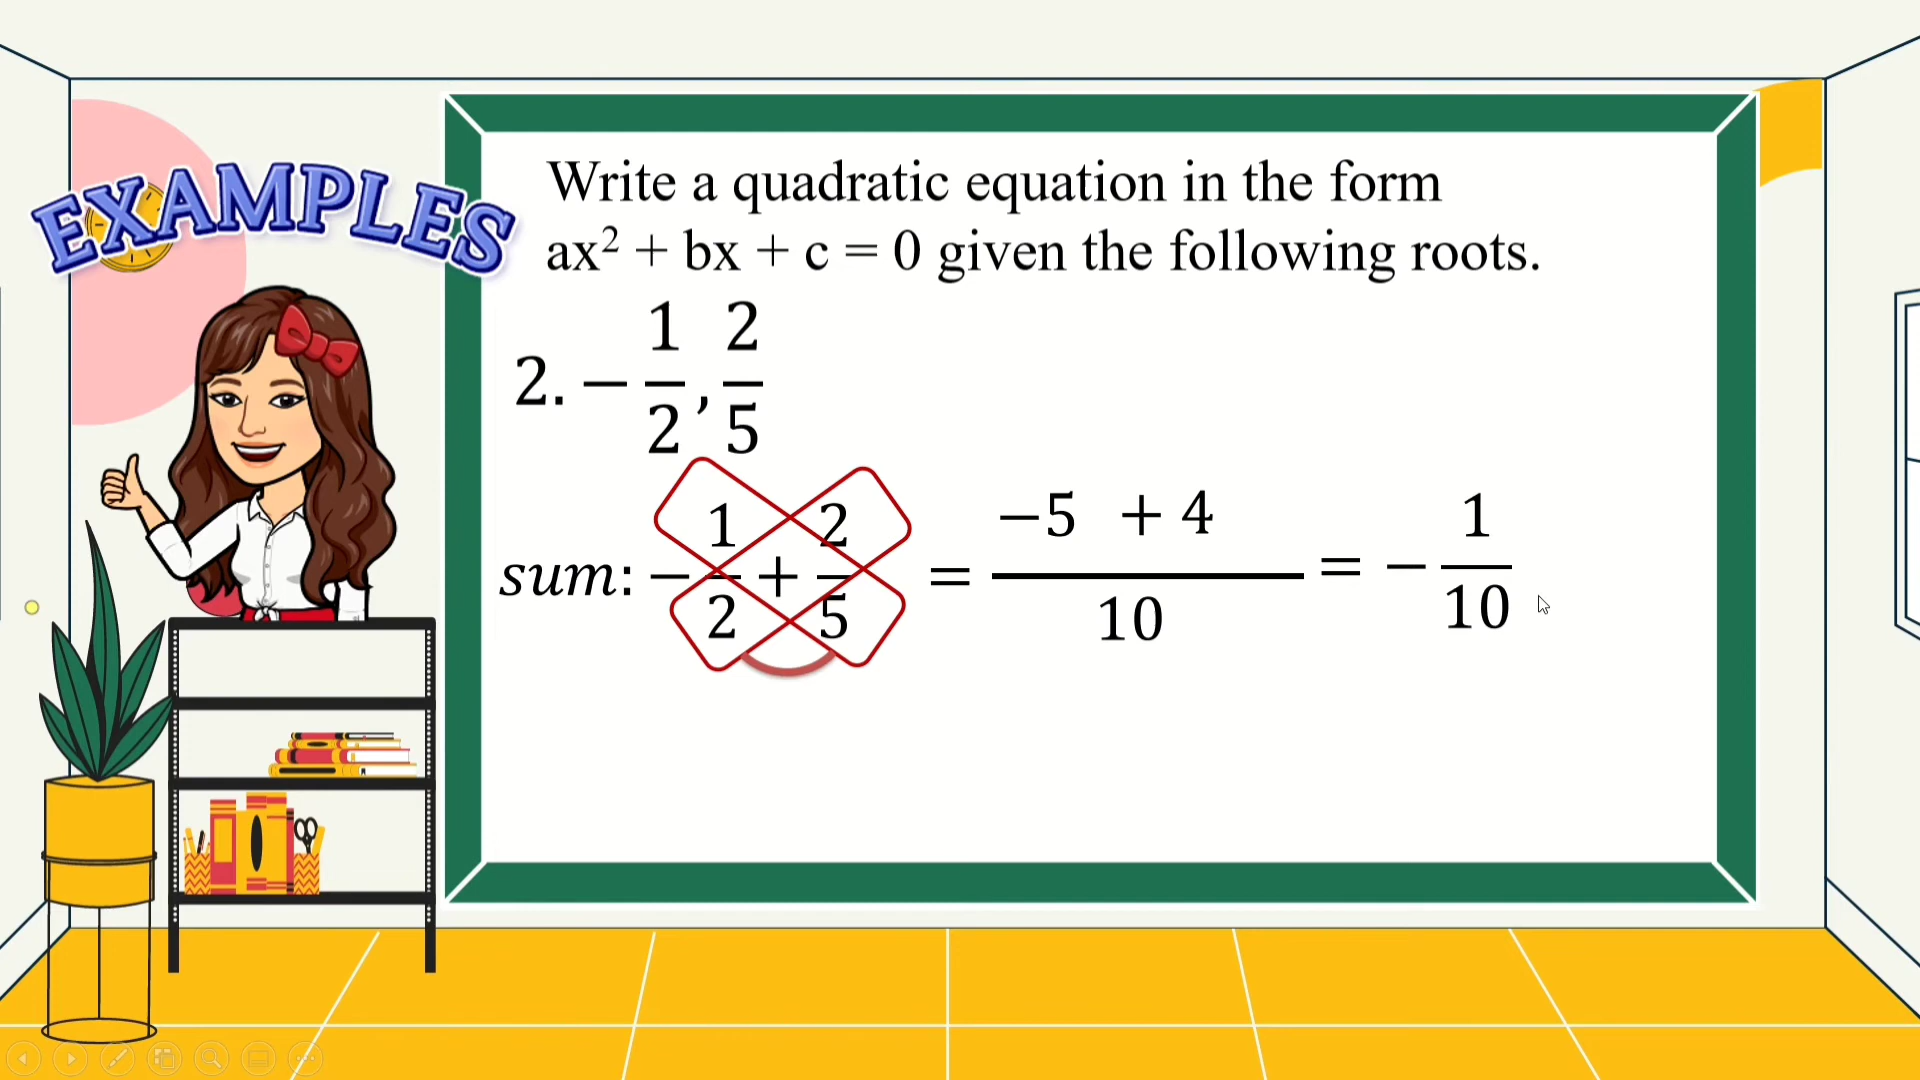 EXAMPLES
Write a quadratic equation in the form
ax² + bx + c = 0 given the following roots.
2. −1/2, 2/5
sum: −1/2 + 2/5 = (−5 + 4)/10 = −1/10